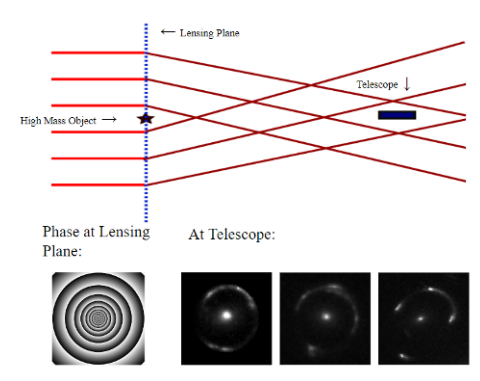 ← Lensing Plane
Telescope ↓
High Mass Object →
Phase at Lensing
Plane:
At Telescope: